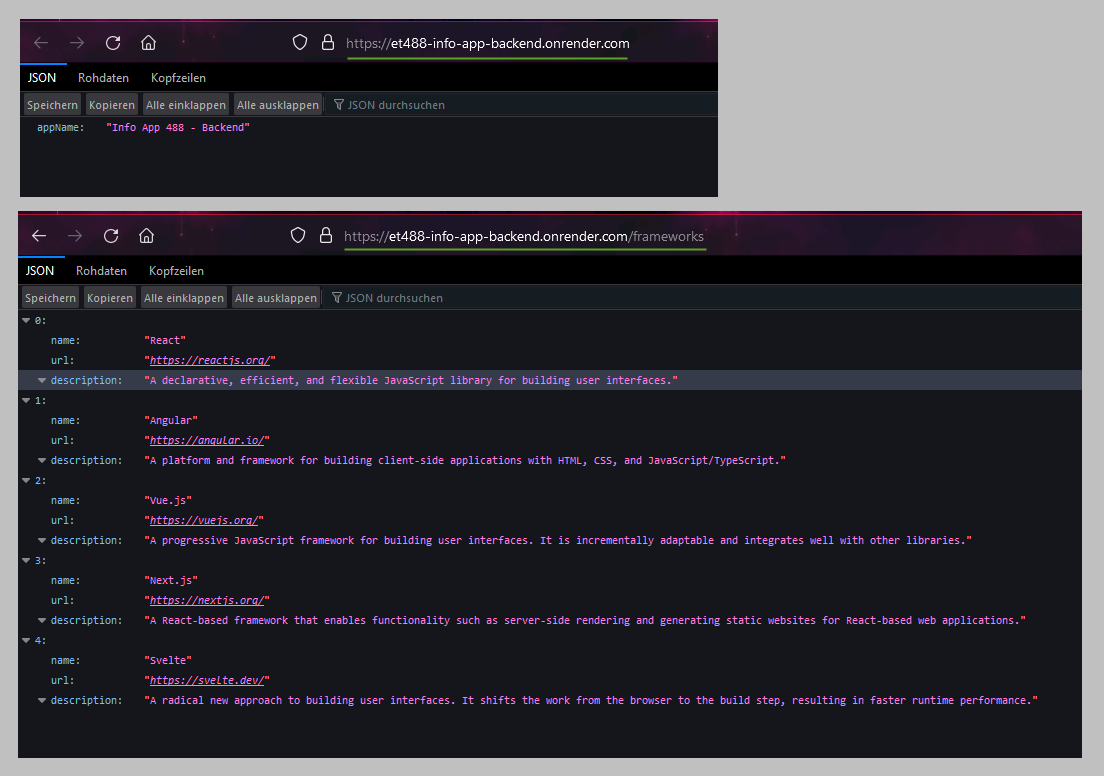 https://et488-info-app-backend.onrender.com
JSON Rohdaten Kopfzeilen
Speichern Kopieren Alle einklappen Alle ausklappen JSON durchsuchen
appName: "Info App 488 - Backend"
https://et488-info-app-backend.onrender.com/frameworks
JSON Rohdaten Kopfzeilen
Speichern Kopieren Alle einklappen Alle ausklappen JSON durchsuchen
0:
name: "React"
url: "https://reactjs.org/"
description: "A declarative, efficient, and flexible JavaScript library for building user interfaces."
1:
name: "Angular"
url: "https://angular.io/"
description: "A platform and framework for building client-side applications with HTML, CSS, and JavaScript/TypeScript."
2:
name: "Vue.js"
url: "https://vuejs.org/"
description: "A progressive JavaScript framework for building user interfaces. It is incrementally adaptable and integrates well with other libraries."
3:
name: "Next.js"
url: "https://nextjs.org/"
description: "A React-based framework that enables functionality such as server-side rendering and generating static websites for React-based web applications."
4:
name: "Svelte"
url: "https://svelte.dev/"
description: "A radical new approach to building user interfaces. It shifts the work from the browser to the build step, resulting in faster runtime performance."